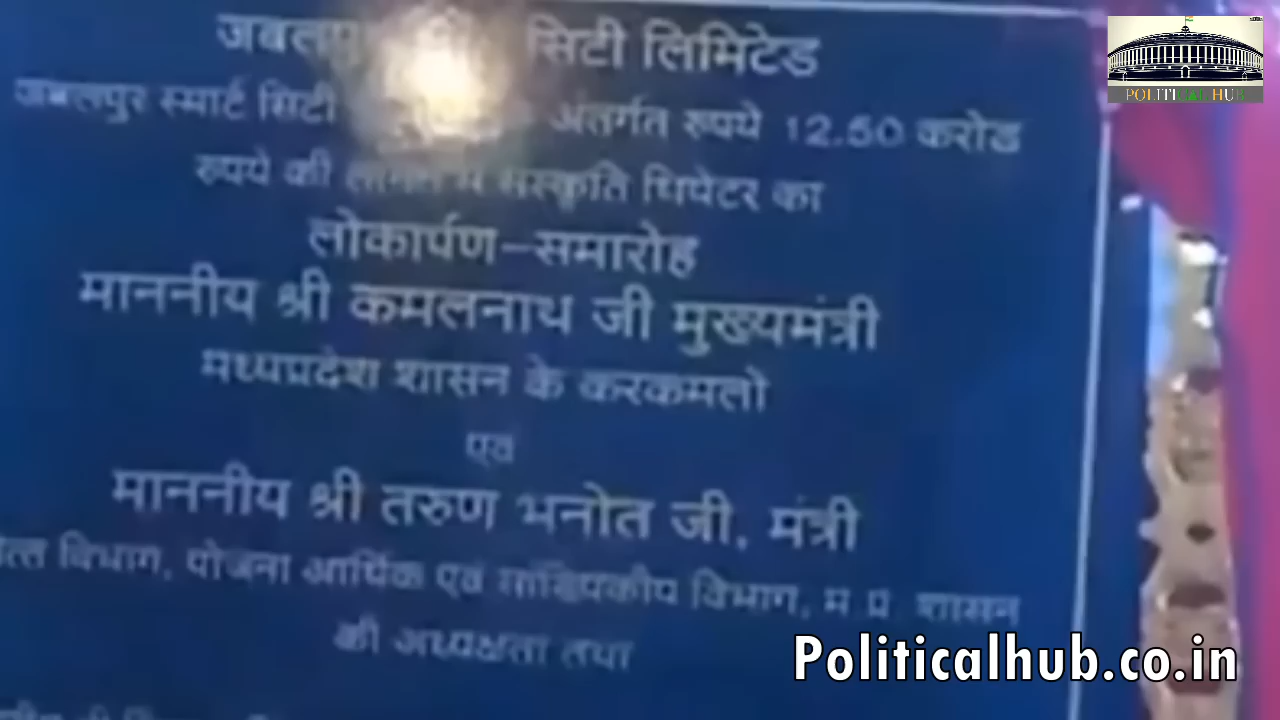 जबलपुर सिटी लिमिटेड
जबलपुर स्मार्ट सिटी अंतर्गत रुपये 12.50 करोड
रुपये की लागत में संस्कृति थियेटर का
लोकार्पण-समारोह
माननीय श्री कमलनाथ जी मुख्यमंत्री
मध्यप्रदेश शासन के करकमलो
एवं
माननीय श्री तरुण भनोत जी, मंत्री
विभाग, योजना आर्थिक एवं सांख्यिकीय विभाग, म.प्र. शासन
की अध्यक्षता तथा
POLITICAL HUB
Politicalhub.co.in